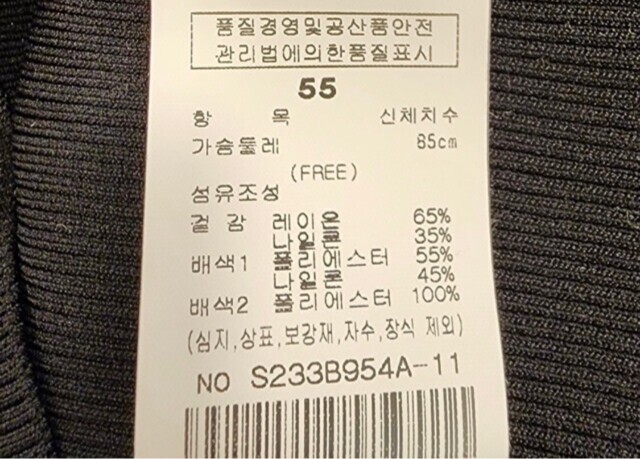 품질경영및공산품안전
관리법에의한품질표시
55
항 목 신체치수
가슴둘레 85cm
(FREE)
섬유조성
겉 감 레이온 65%
나일론 35%
배색1 폴리에스터 55%
나일론 45%
배색2 폴리에스터 100%
(심지,상표,보강재,자수,장식 제외)
NO S233B954A-11